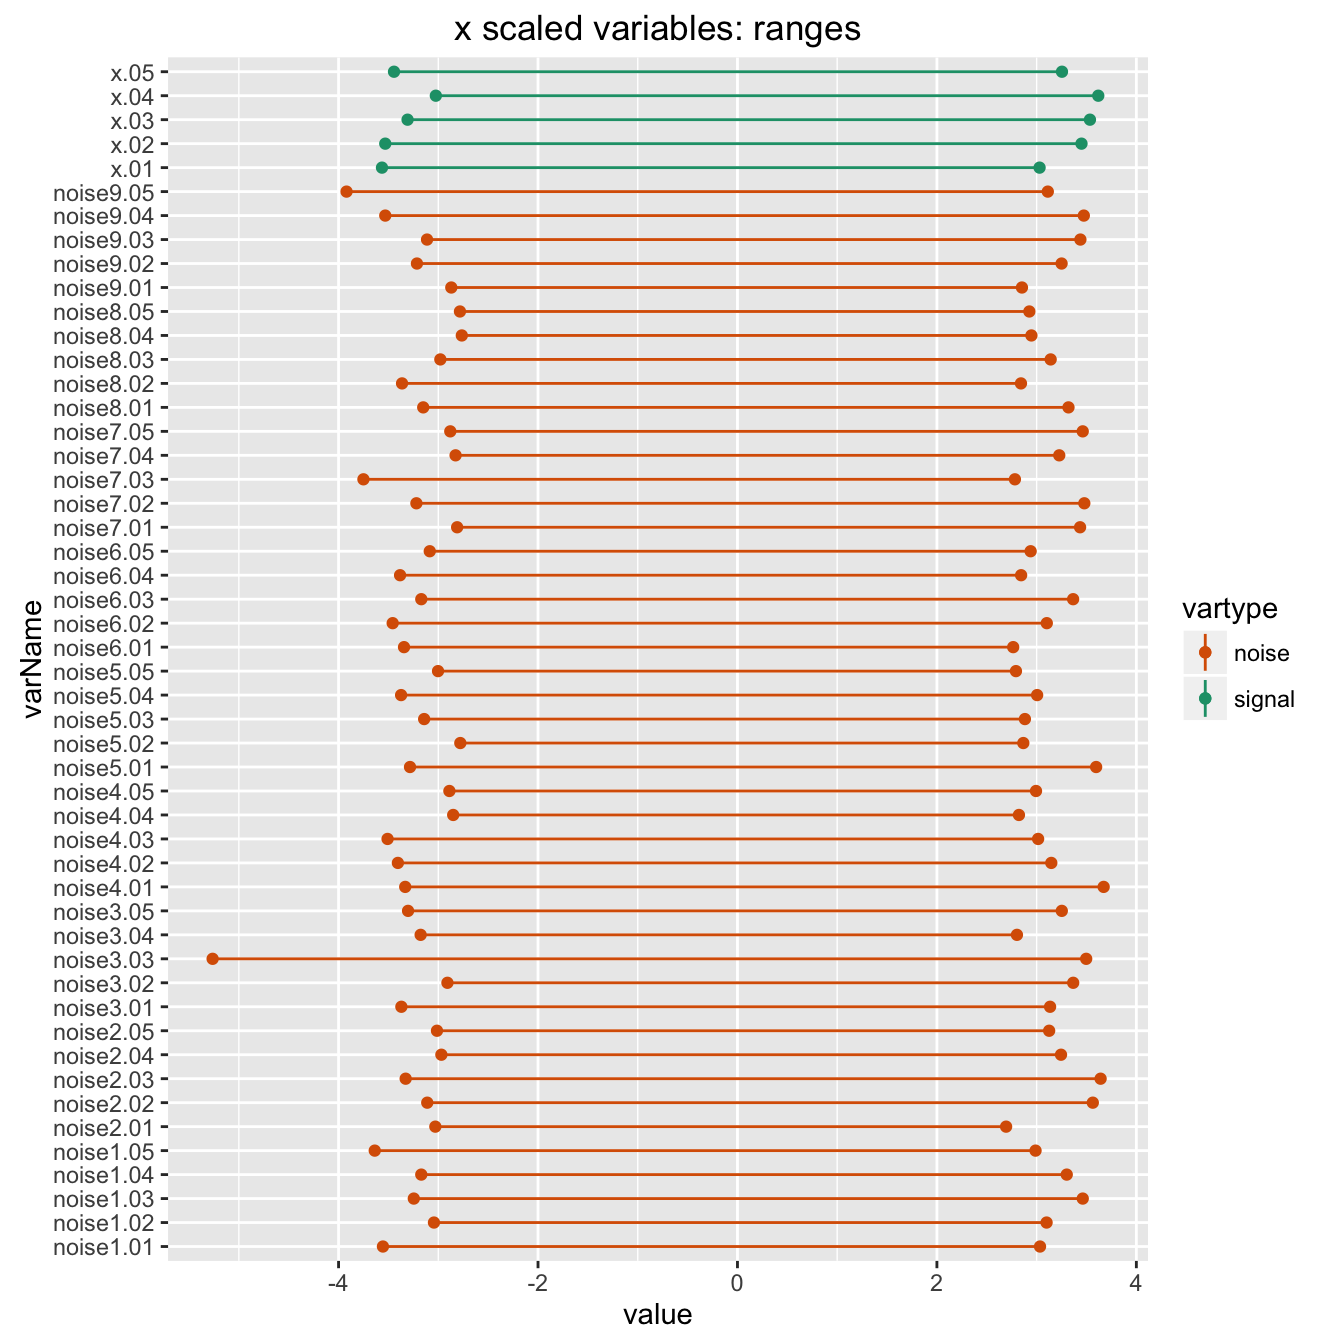 x scaled variables: ranges
x.05
x.04
x.03
x.02
x.01
noise9.05
noise9.04
noise9.03
noise9.02
noise9.01
noise8.05
noise8.04
noise8.03
noise8.02
noise8.01
noise7.05
noise7.04
noise7.03
noise7.02
noise7.01
noise6.05
noise6.04
noise6.03
noise6.02
noise6.01
noise5.05
noise5.04
noise5.03
noise5.02
noise5.01
noise4.05
noise4.04
noise4.03
noise4.02
noise4.01
noise3.05
noise3.04
noise3.03
noise3.02
noise3.01
noise2.05
noise2.04
noise2.03
noise2.02
noise2.01
noise1.05
noise1.04
noise1.03
noise1.02
noise1.01
varName
-4 -2 0 2 4
value
vartype
noise
signal